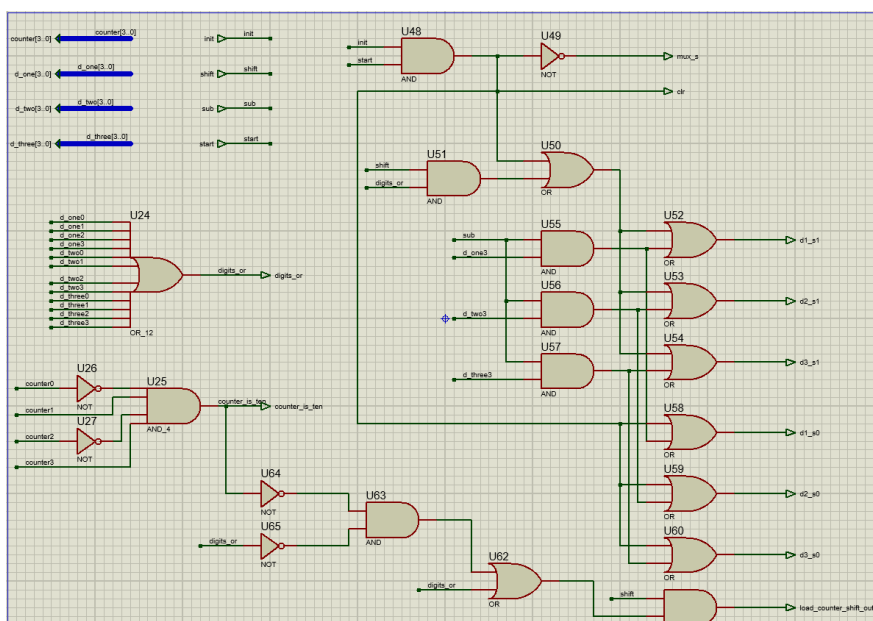 counter[3..0] counter[3..0]
d_one[3..0] d_one[3..0]
d_two[3..0] d_two[3..0]
d_three[3..0] d_three[3..0]
init init
shift shift
sub sub
start start
U48
init
start
AND
U49
NOT
mux_s
clr
U51
shift
digits_or
AND
U50
OR
U24
d_one0
d_one1
d_one2
d_one3
d_two0
d_two1
d_two2
d_two3
d_three0
d_three1
d_three2
d_three3
OR_12
digits_or
digits_or
U55
sub
d_one3
AND
U56
d_two3
AND
U57
d_three3
AND
U52
OR
d1_s1
U53
OR
d2_s1
U54
OR
d3_s1
U58
OR
d1_s0
U59
OR
d2_s0
U60
OR
d3_s0
U26
counter0
NOT
counter1
U27
counter2
NOT
counter3
U25
AND_4
counter_is_ten
counter_is_ten
U64
NOT
U65
digits_or
NOT
U63
AND
U62
digits_or
OR
shift
load_counter_shift_out